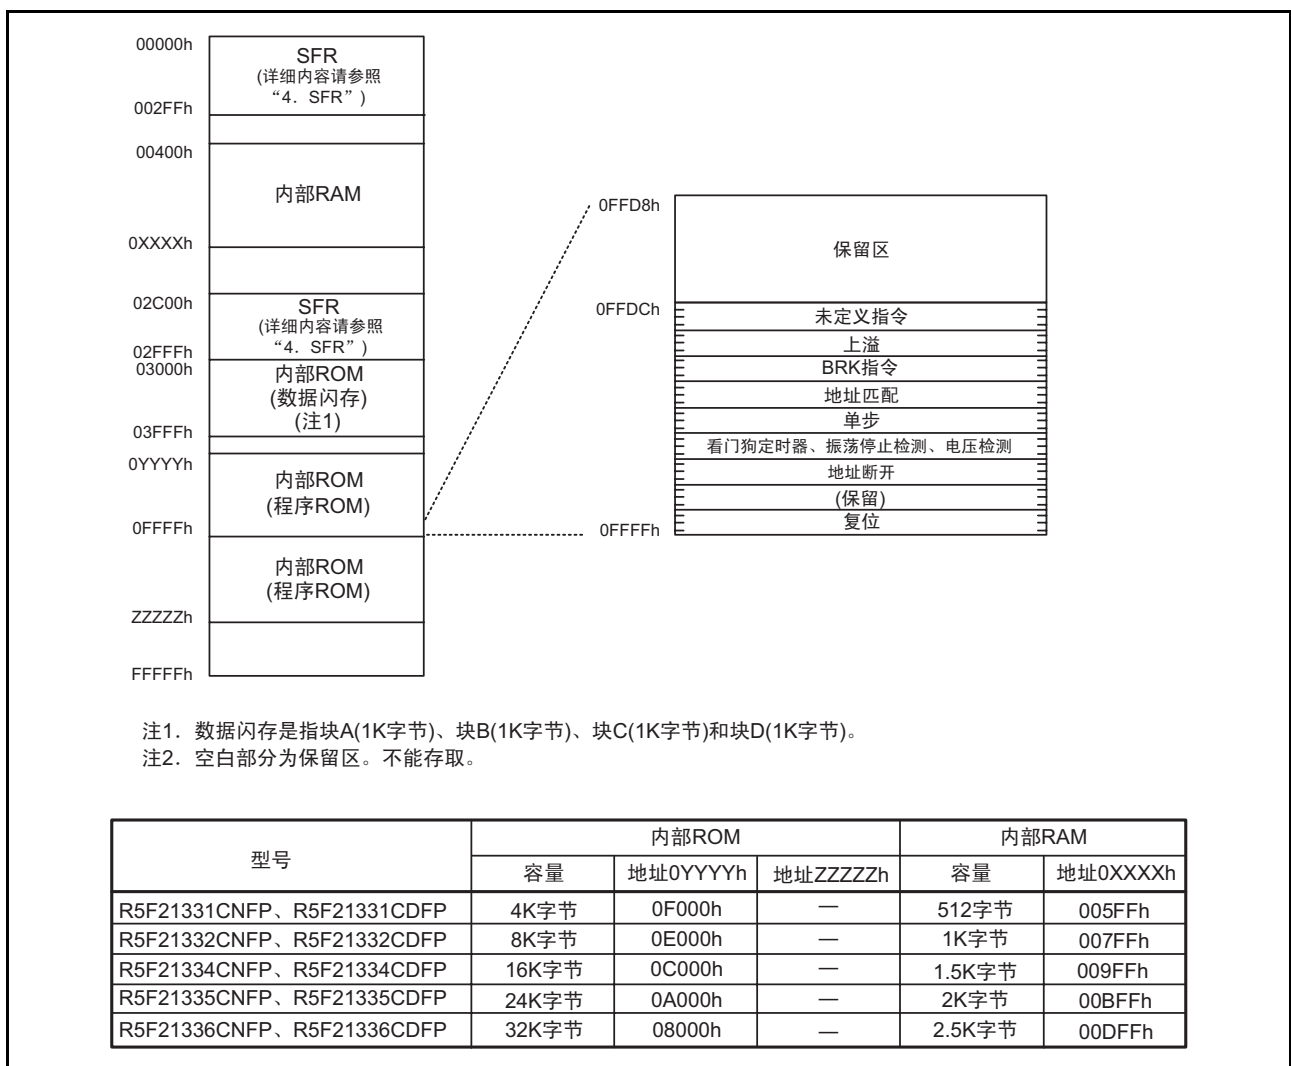 00000h
SFR
(详细内容请参照
“4．SFR”)
002FFh
00400h
内部RAM
0XXXXh
02C00h
SFR
(详细内容请参照
“4．SFR”)
02FFFh
03000h
内部ROM
(数据闪存)
(注1)
03FFFh
0YYYYh
内部ROM
(程序ROM)
0FFFFh
内部ROM
(程序ROM)
ZZZZZh
FFFFFh
0FFD8h
保留区
0FFDCh
未定义指令
上溢
BRK指令
地址匹配
单步
看门狗定时器、振荡停止检测、电压检测
地址断开
(保留)
复位
0FFFFh
注1．数据闪存是指块A(1K字节)、块B(1K字节)、块C(1K字节)和块D(1K字节)。
注2．空白部分为保留区。不能存取。
型号 内部ROM 内部RAM
容量 地址0YYYYh 地址ZZZZZh 容量 地址0XXXXh
R5F21331CNFP、R5F21331CDFP 4K字节 0F000h — 512字节 005FFh
R5F21332CNFP、R5F21332CDFP 8K字节 0E000h — 1K字节 007FFh
R5F21334CNFP、R5F21334CDFP 16K字节 0C000h — 1.5K字节 009FFh
R5F21335CNFP、R5F21335CDFP 24K字节 0A000h — 2K字节 00BFFh
R5F21336CNFP、R5F21336CDFP 32K字节 08000h — 2.5K字节 00DFFh